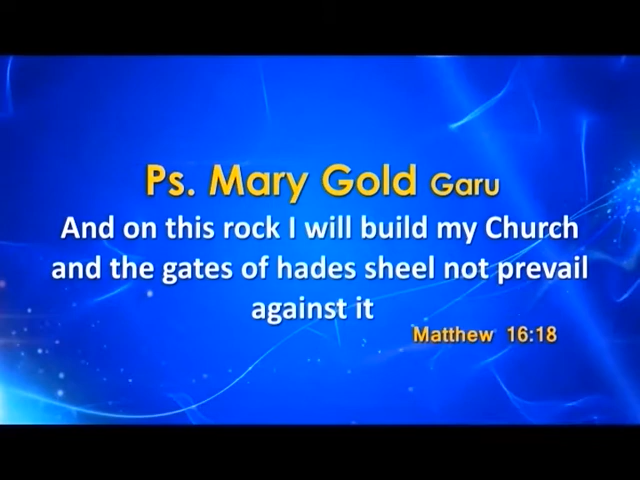 Ps. Mary Gold Garu
And on this rock I will build my Church
and the gates of hades sheel not prevail
against it
Matthew 16:18